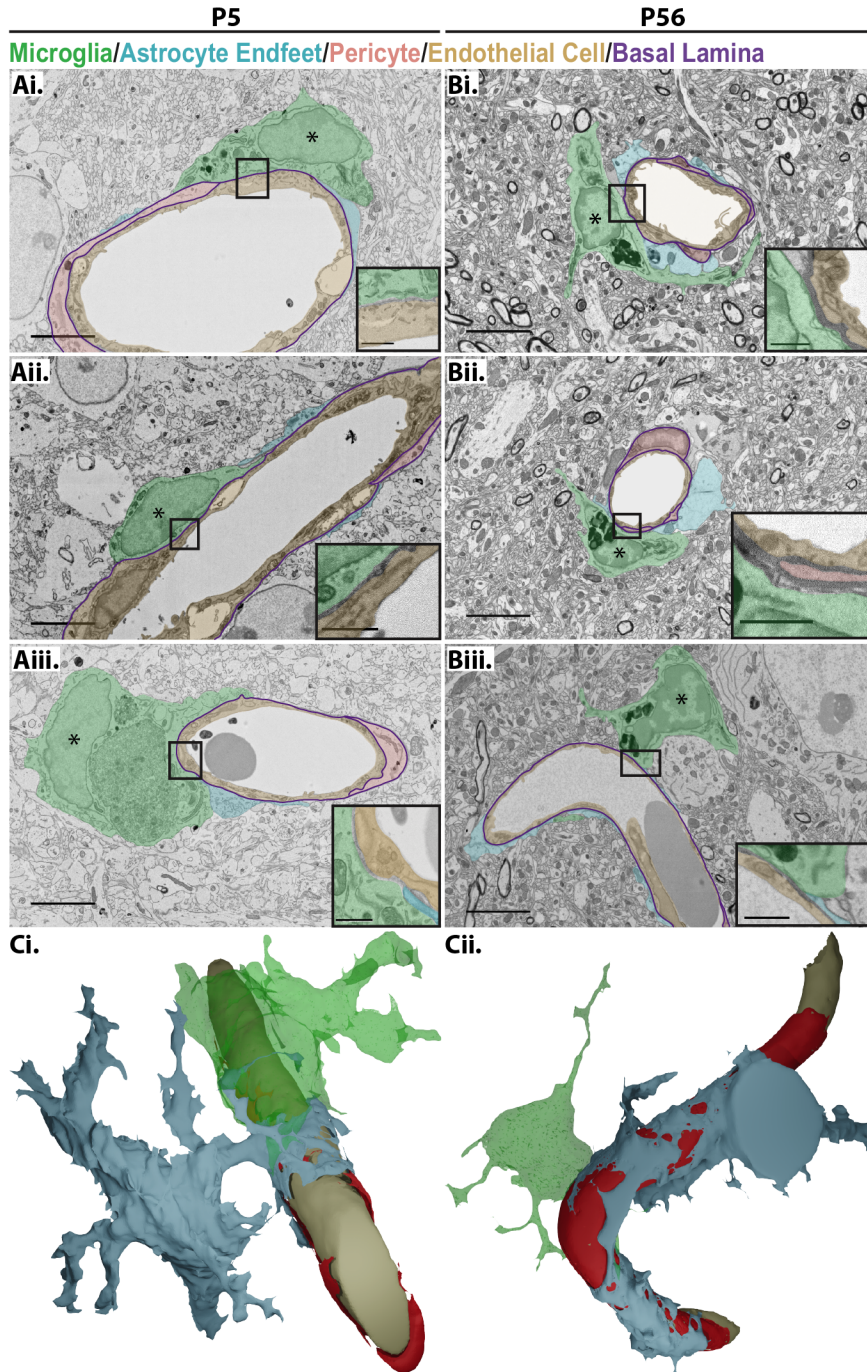 P5 P56
Microglia/Astrocyte Endfeet/Pericyte/Endothelial Cell/Basal Lamina
Ai. Bi.
*
*
Aii. Bii.
*
*
Aiii. Biii.
*
*
Ci. Cii.